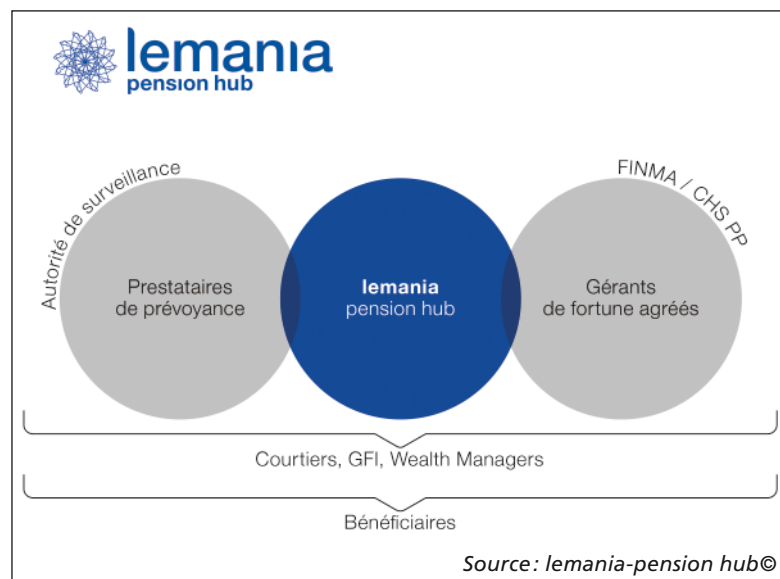 lemania
pension hub
Autorité de surveillance
FINMA / CHS PP
Prestataires
de prévoyance
lemania
pension hub
Gérants
de fortune agréés
Courtiers, GFI, Wealth Managers
Bénéficiaires
Source: lemania-pension hub©